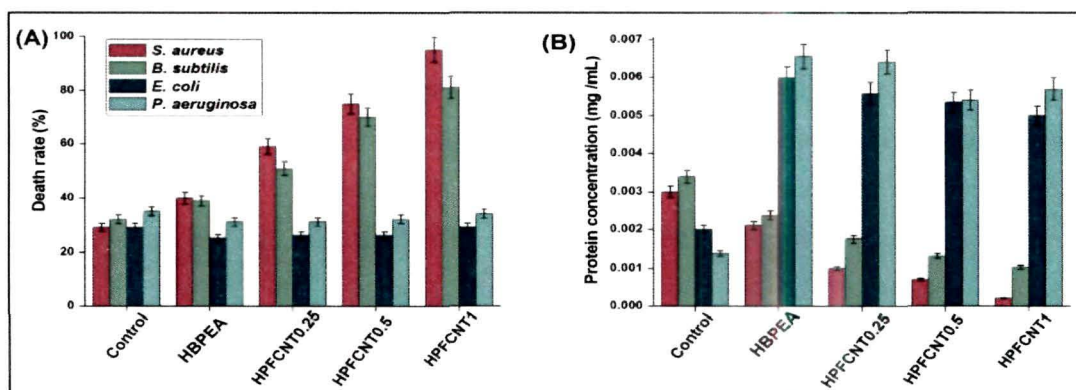 (A)
100
80
60
40
20
0
Death rate (%)
S. aureus
B. subtilis
E. coli
P. aeruginosa
Control
HBPEA
HPFCNT0.25
HPFCNT0.5
HPFCNT1
(B)
0.007
0.006
0.005
0.004
0.003
0.002
0.001
0.000
Protein concentration (mg /mL)
Control
HBPEA
HPFCNT0.25
HPFCNT0.5
HPFCNT1